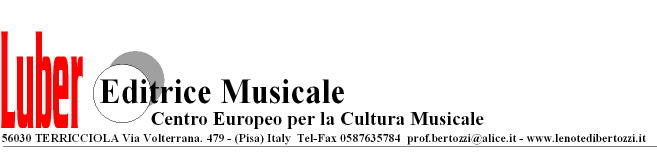 Luber Editrice Musicale
Centro Europeo per la Cultura Musicale
56030 TERRICCIOLA Via Volterrana. 479 - (Pisa) Italy Tel-Fax 0587635784 prof.bertozzi@alice.it - www.lenotedibertozzi.it